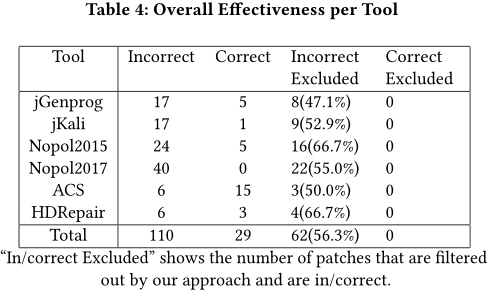 Table 4: Overall Effectiveness per Tool
Tool Incorrect Correct Incorrect Excluded Correct Excluded
jGenprog 17 5 8(47.1%) 0
jKali 17 1 9(52.9%) 0
Nopol2015 24 5 16(66.7%) 0
Nopol2017 40 0 22(55.0%) 0
ACS 6 15 3(50.0%) 0
HDRepair 6 3 4(66.7%) 0
Total 110 29 62(56.3%) 0
“In/correct Excluded” shows the number of patches that are filtered
out by our approach and are in/correct.